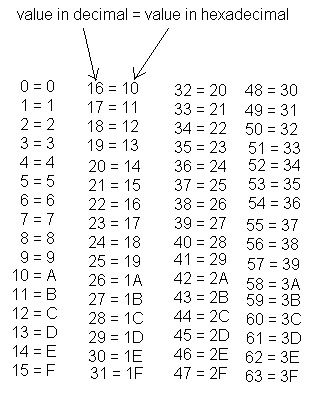 value in decimal = value in hexadecimal
0 = 0
1 = 1
2 = 2
3 = 3
4 = 4
5 = 5
6 = 6
7 = 7
8 = 8
9 = 9
10 = A
11 = B
12 = C
13 = D
14 = E
15 = F
16 = 10
17 = 11
18 = 12
19 = 13
20 = 14
21 = 15
22 = 16
23 = 17
24 = 18
25 = 19
26 = 1A
27 = 1B
28 = 1C
29 = 1D
30 = 1E
31 = 1F
32 = 20
33 = 21
34 = 22
35 = 23
36 = 24
37 = 25
38 = 26
39 = 27
40 = 28
41 = 29
42 = 2A
43 = 2B
44 = 2C
45 = 2D
46 = 2E
47 = 2F
48 = 30
49 = 31
50 = 32
51 = 33
52 = 34
53 = 35
54 = 36
55 = 37
56 = 38
57 = 39
58 = 3A
59 = 3B
60 = 3C
61 = 3D
62 = 3E
63 = 3F